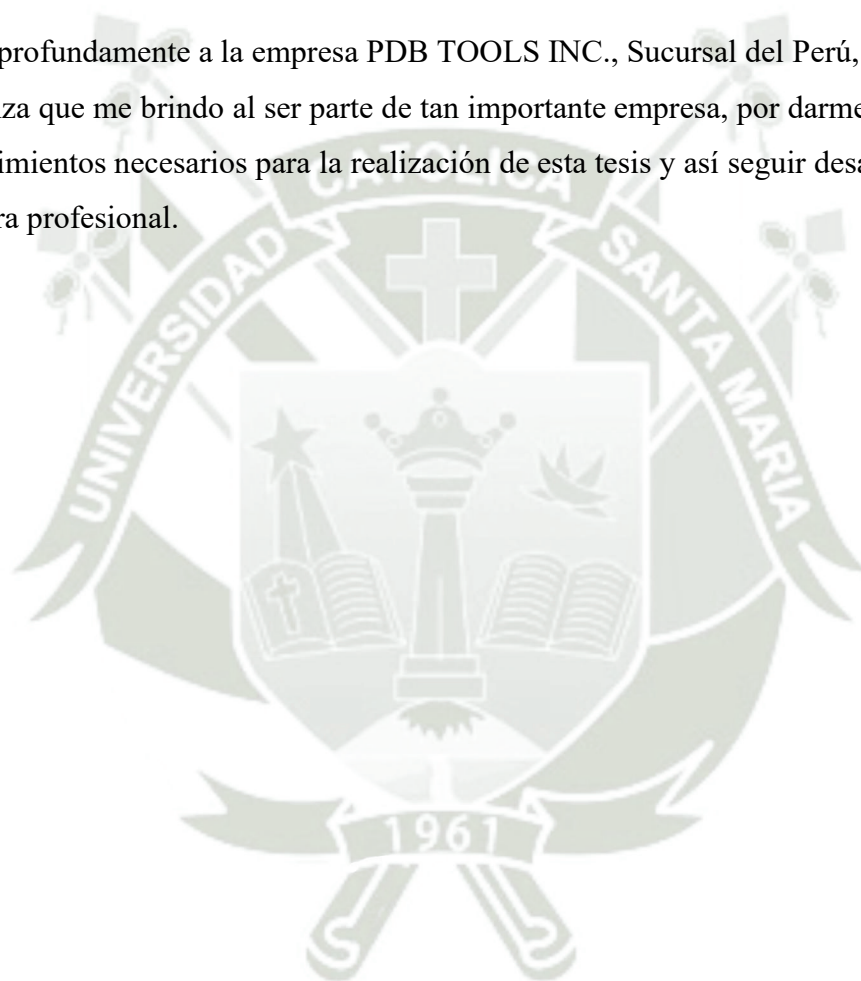 profundamente a la empresa PDB TOOLS INC., Sucursal del Perú,
za que me brindo al ser parte de tan importante empresa, por darme
imientos necesarios para la realización de esta tesis y así seguir desa
ra profesional.
UNIVERSIDAD CATOLICA SANTA MARIA
1961